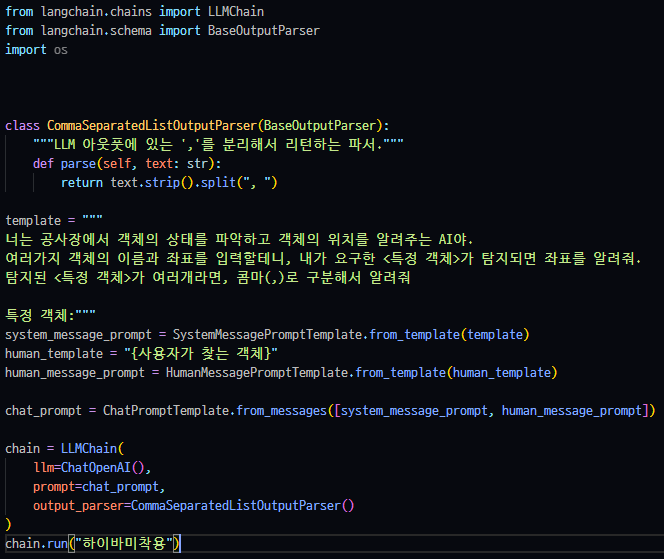 from langchain.chains import LLMChain
from langchain.schema import BaseOutputParser
import os
class CommaSeparatedListOutputParser(BaseOutputParser):
    """LLM 아웃풋에 있는 ','를 분리해서 리턴하는 파서."""
    def parse(self, text: str):
        return text.strip().split(", ")
template = """
너는 공사장에서 객체의 상태를 파악하고 객체의 위치를 알려주는 AI야.
여러가지 객체의 이름과 좌표를 입력할테니, 내가 요구한 <특정 객체>가 탐지되면 좌표를 알려줘.
탐지된 <특정 객체>가 여러개라면, 콤마(,)로 구분해서 알려줘
특정 객체:"""
system_message_prompt = SystemMessagePromptTemplate.from_template(template)
human_template = "{사용자가 찾는 객체}"
human_message_prompt = HumanMessagePromptTemplate.from_template(human_template)
chat_prompt = ChatPromptTemplate.from_messages([system_message_prompt, human_message_prompt])
chain = LLMChain(
    llm=ChatOpenAI(),
    prompt=chat_prompt,
    output_parser=CommaSeparatedListOutputParser()
)
chain.run("하이바미착용")